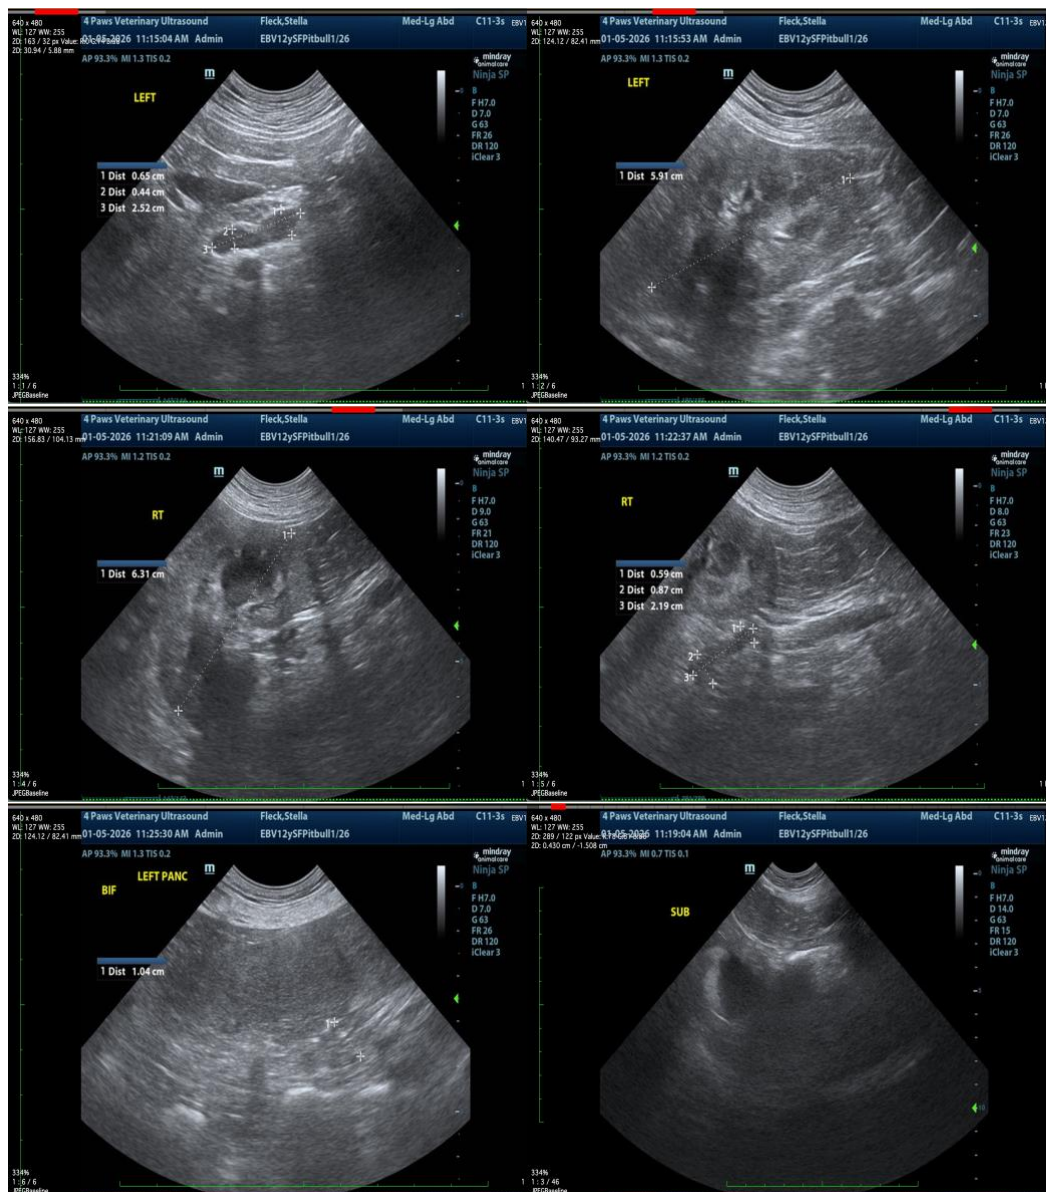 640 x 480
WL: 127 WW: 255
ZD: 30.94 / 5.88 mm
4 Paws Veterinary Ultrasound Fleck,Stella Med-Lg Abd C11-3s
01-05-2026 11:15:04 AM Admin EBV12ySFPitbull1/26
AP 93.3% MI 1.3 TIS 0.2
m
mindray
animal care
Ninja SP
B
F H7.0
D 7.0
G 63
FR 26
DR 120
iClear 3
LEFT
1 Dist 0.65 cm
2 Dist 0.44 cm
3 Dist 2.52 cm
1
2
3
334%
1 : 1 / 6
JPEGBaseline
640 x 480
WL: 127 WW: 255
ZD: 124.12 / 82.41 mm
4 Paws Veterinary Ultrasound Fleck,Stella Med-Lg Abd C11-3s
01-05-2026 11:15:53 AM Admin EBV12ySFPitbull1/26
AP 93.3% MI 1.3 TIS 0.2
m
mindray
animal care
Ninja SP
B
F H7.0
D 7.0
G 63
FR 26
DR 120
iClear 3
LEFT
1 Dist 5.91 cm
1
334%
1 : 2 / 6
JPEGBaseline
640 x 480
WL: 127 WW: 255
ZD: 156.83 / 104.13 mm
4 Paws Veterinary Ultrasound Fleck,Stella Med-Lg Abd C11-3s
01-05-2026 11:21:09 AM Admin EBV12ySFPitbull1/26
AP 93.3% MI 1.2 TIS 0.2
m
mindray
animal care
Ninja SP
B
F H7.0
D 9.0
G 63
FR 21
DR 120
iClear 3
RT
1 Dist 6.31 cm
1
334%
1 : 4 / 6
JPEGBaseline
640 x 480
WL: 127 WW: 255
ZD: 140.47 / 93.27 mm
4 Paws Veterinary Ultrasound Fleck,Stella Med-Lg Abd C11-3s
01-05-2026 11:22:37 AM Admin EBV12ySFPitbull1/26
AP 93.3% MI 1.2 TIS 0.2
m
mindray
animal care
Ninja SP
B
F H7.0
D 8.0
G 63
FR 23
DR 120
iClear 3
RT
1 Dist 0.59 cm
2 Dist 0.87 cm
3 Dist 2.19 cm
1
2
3
334%
1 : 5 / 6
JPEGBaseline
640 x 480
WL: 127 WW: 255
ZD: 124.12 / 82.41 mm
4 Paws Veterinary Ultrasound Fleck,Stella Med-Lg Abd C11-3s
01-05-2026 11:25:30 AM Admin EBV12ySFPitbull1/26
AP 93.3% MI 1.3 TIS 0.2
m
mindray
animal care
Ninja SP
B
F H7.0
D 7.0
G 63
FR 26
DR 120
iClear 3
LEFT PANC
BIF
1 Dist 1.04 cm
1
334%
1 : 6 / 6
JPEGBaseline
640 x 480
WL: 127 WW: 255
ZD: 0.430 cm / -1.508 cm
4 Paws Veterinary Ultrasound Fleck,Stella Med-Lg Abd C11-3s
01-05-2026 11:19:04 AM Admin EBV12ySFPitbull1/26
AP 93.3% MI 0.7 TIS 0.1
m
mindray
animal care
Ninja SP
B
F H7.0
D 14.0
G 63
FR 15
DR 120
iClear 3
SUB
10
334%
1 : 3 / 46
JPEGBaseline